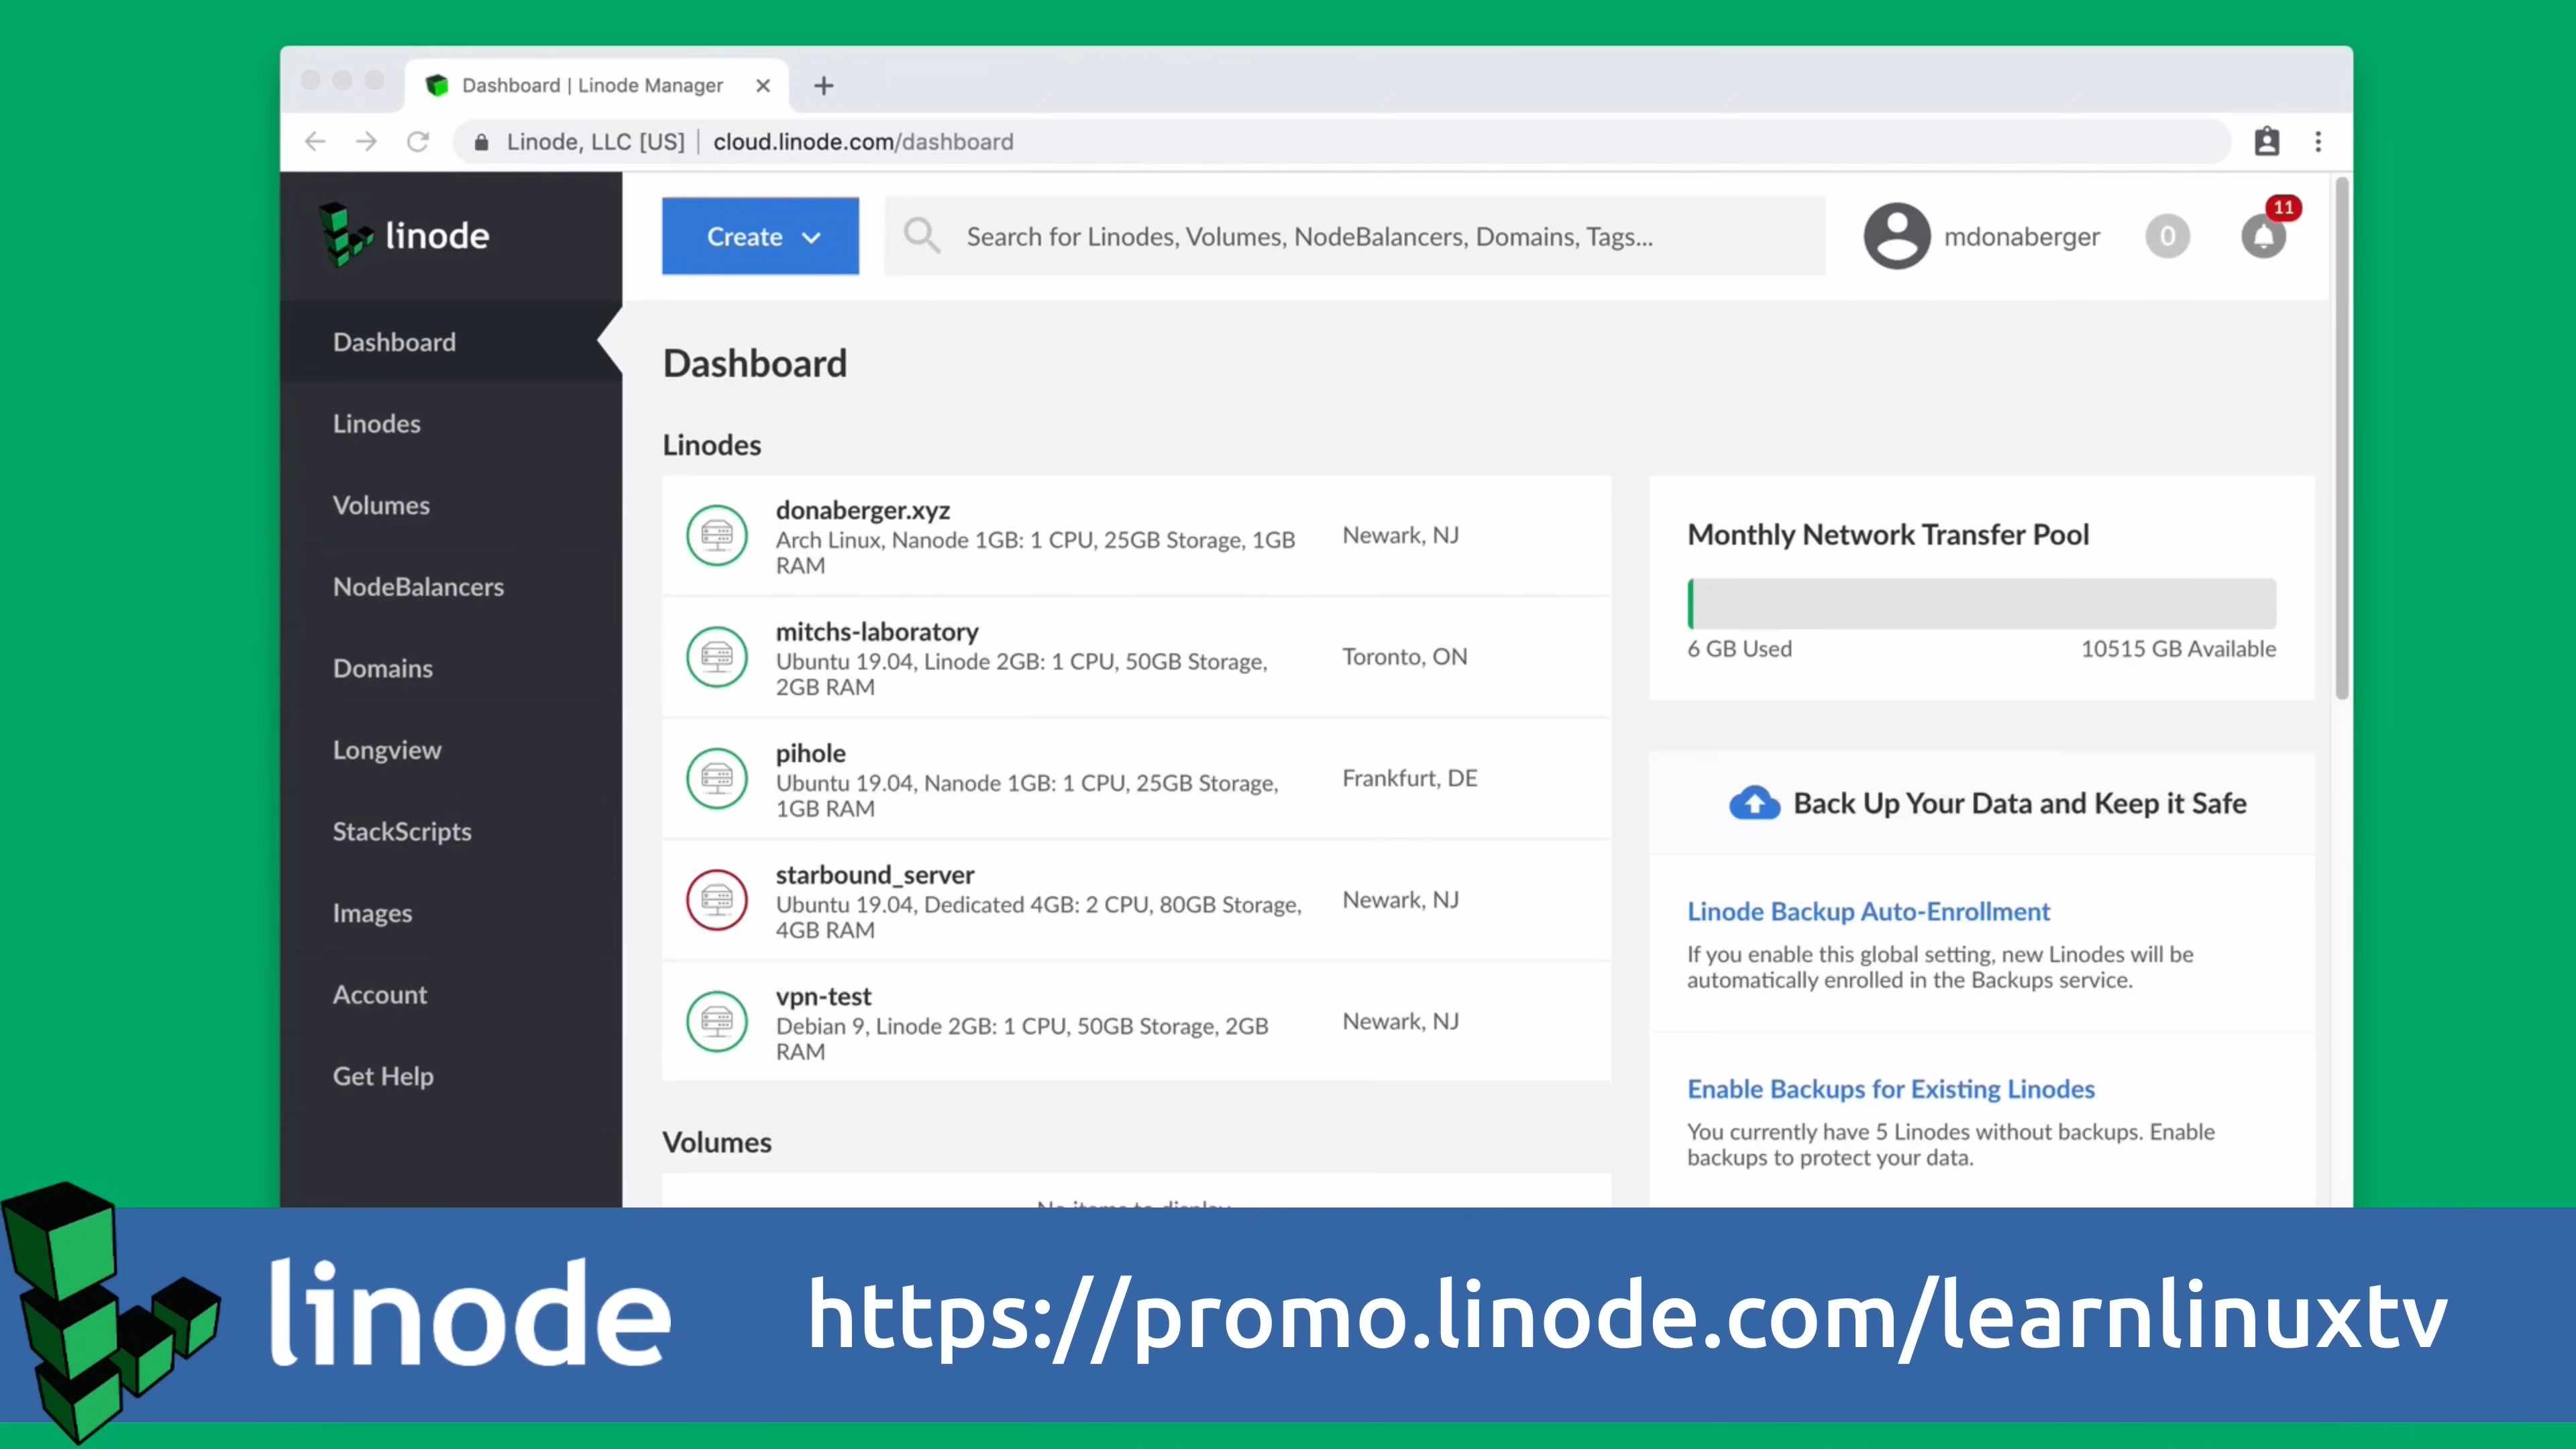 Dashboard | Linode Manager
Linode, LLC [US] | cloud.linode.com/dashboard
linode
Create
Search for Linodes, Volumes, NodeBalancers, Domains, Tags...
mdonaberger
0
11
Dashboard
Linodes
Volumes
NodeBalancers
Domains
Longview
StackScripts
Images
Account
Get Help
Dashboard
Linodes
donaberger.xyz
Arch Linux, Nanode 1GB: 1 CPU, 25GB Storage, 1GB
RAM
Newark, NJ
mitchs-laboratory
Ubuntu 19.04, Linode 2GB: 1 CPU, 50GB Storage,
2GB RAM
Toronto, ON
pihole
Ubuntu 19.04, Nanode 1GB: 1 CPU, 25GB Storage,
1GB RAM
Frankfurt, DE
starbound_server
Ubuntu 19.04, Dedicated 4GB: 2 CPU, 80GB Storage,
4GB RAM
Newark, NJ
vpn-test
Debian 9, Linode 2GB: 1 CPU, 50GB Storage, 2GB
RAM
Newark, NJ
Volumes
No items to display
Monthly Network Transfer Pool
6 GB Used
10515 GB Available
Back Up Your Data and Keep it Safe
Linode Backup Auto-Enrollment
If you enable this global setting, new Linodes will be
automatically enrolled in the Backups service.
Enable Backups for Existing Linodes
You currently have 5 Linodes without backups. Enable
backups to protect your data.
linode
https://promo.linode.com/learnlinuxtv